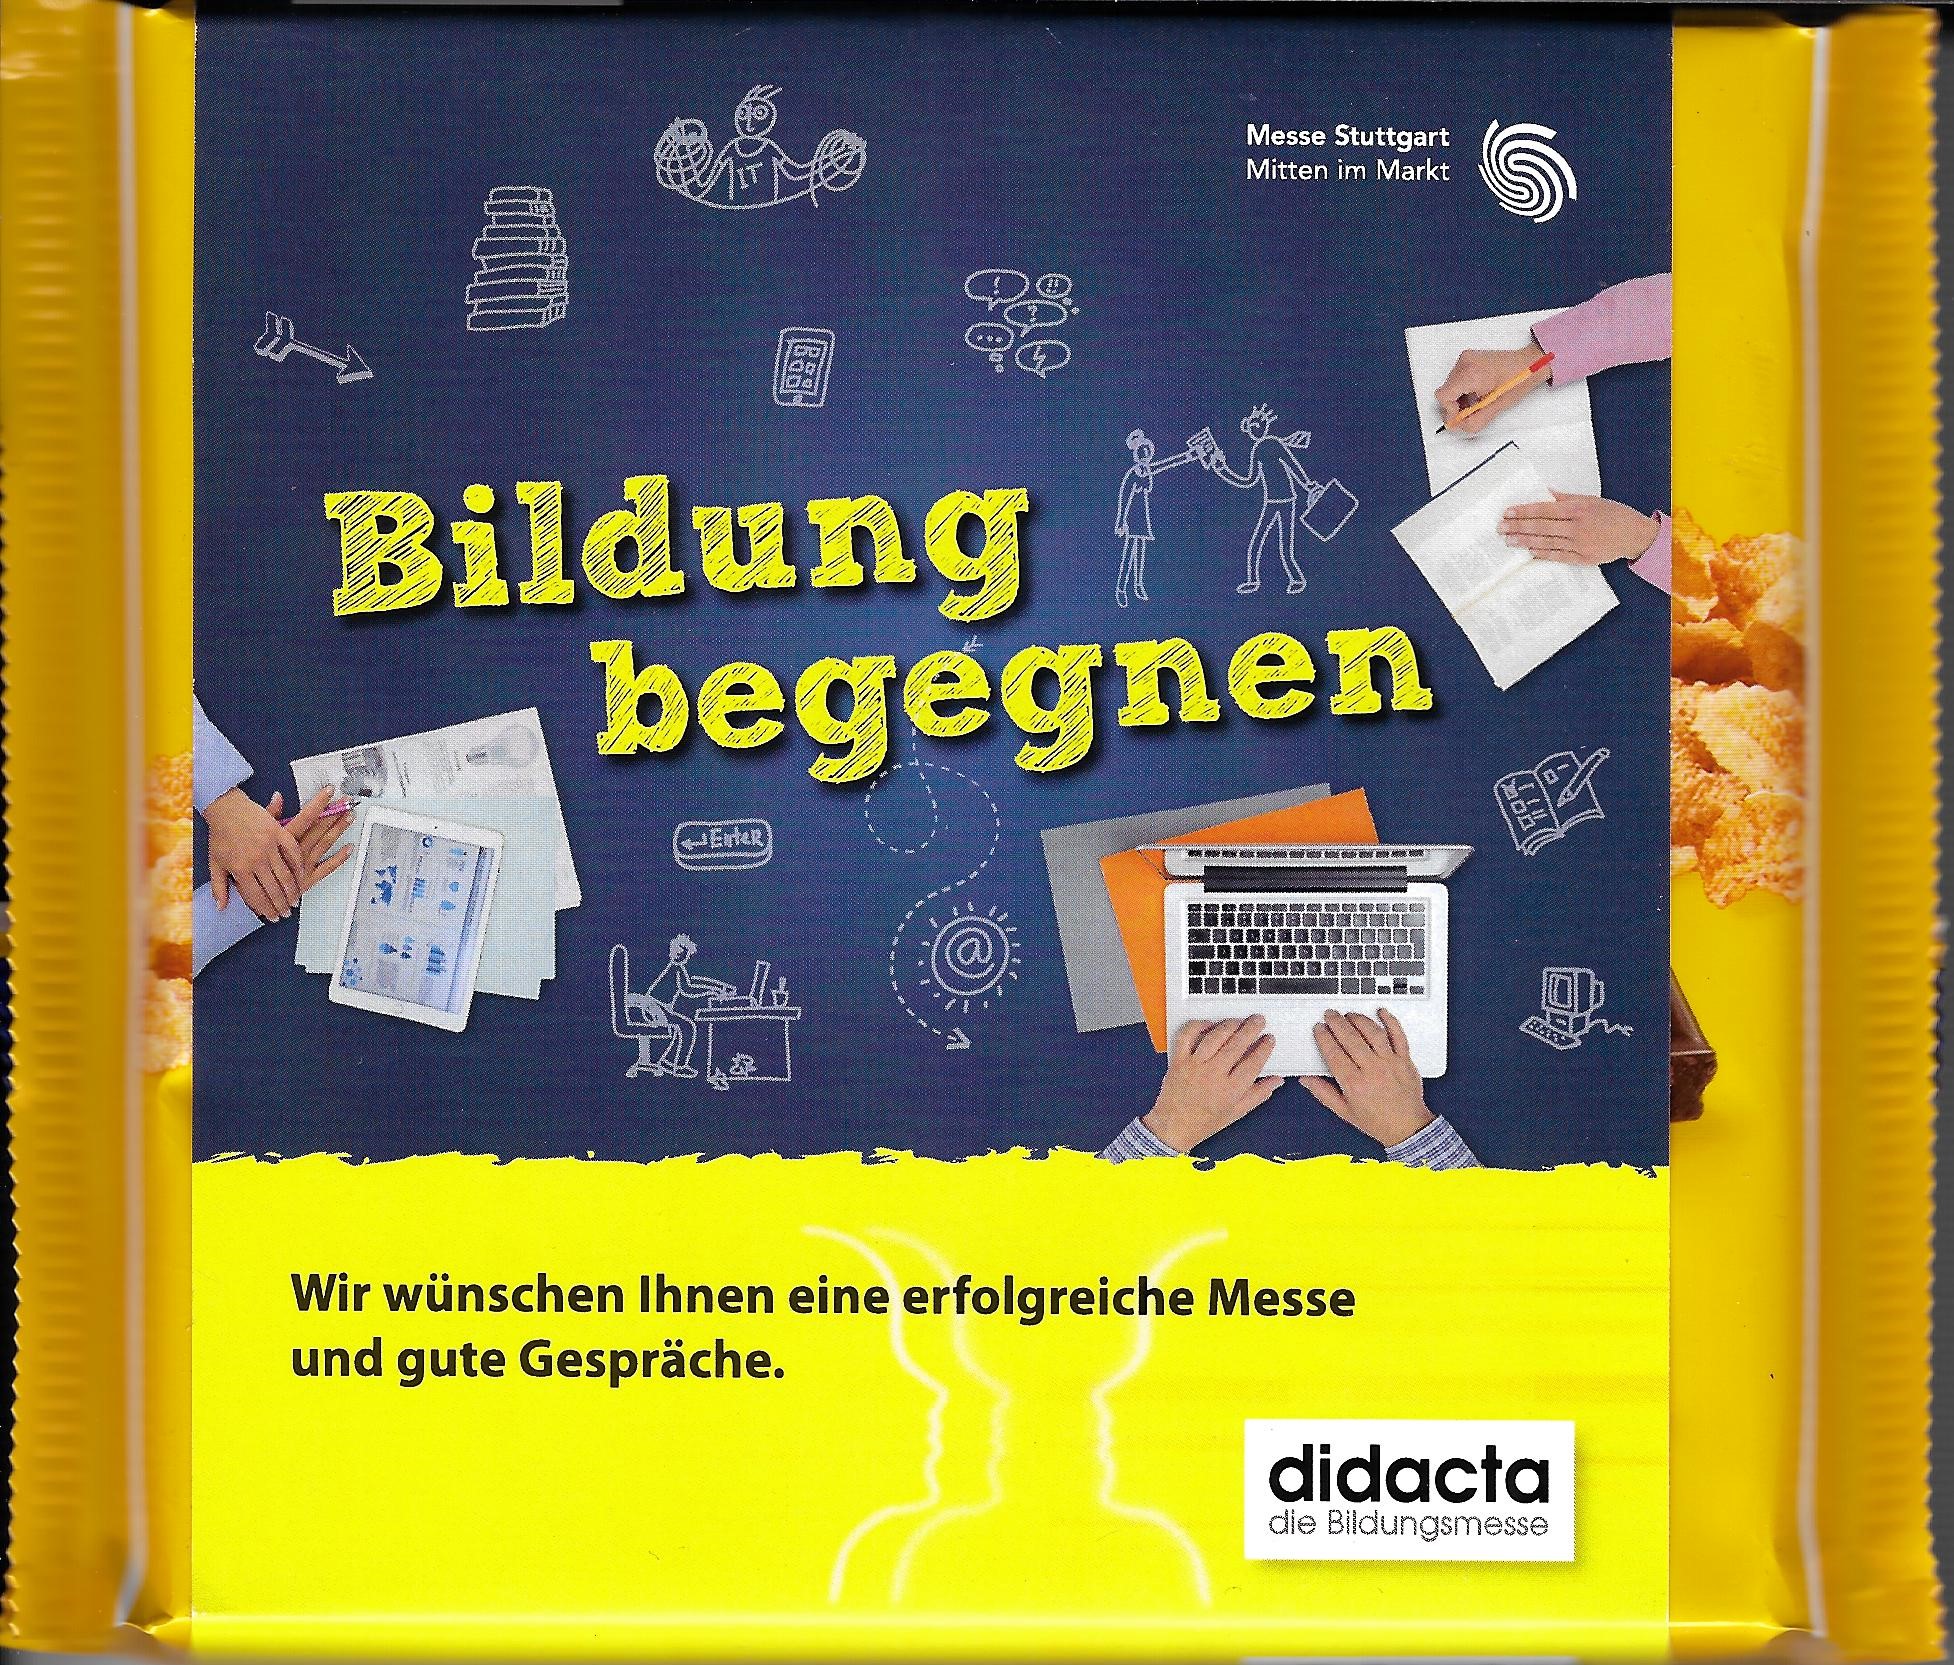 Messe Stuttgart
Mitten im Markt
IT
Bildung
begegnen
Enter
@
Wir wünschen Ihnen eine erfolgreiche Messe
und gute Gespräche.
didacta
die Bildungsmesse